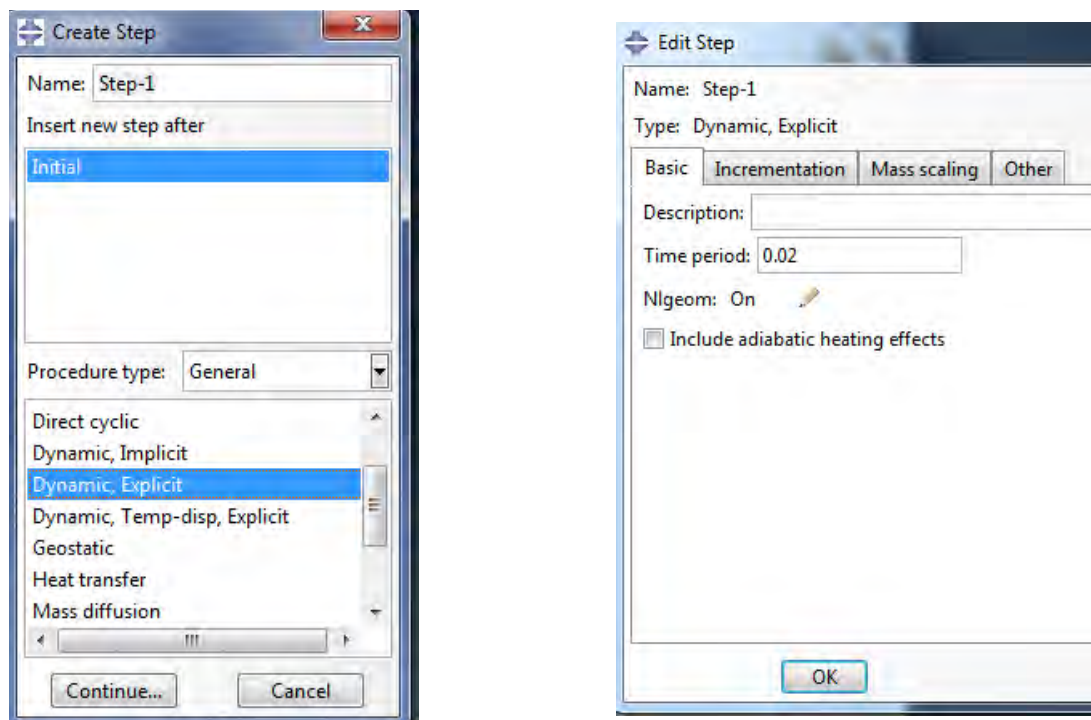 Create Step
Name: Step-1
Insert new step after
Initial
Procedure type: General
Direct cyclic
Dynamic, Implicit
Dynamic, Explicit
Dynamic, Temp-disp, Explicit
Geostatic
Heat transfer
Mass diffusion
Continue... Cancel
Edit Step
Name: Step-1
Type: Dynamic, Explicit
Basic Incrementation Mass scaling Other
Description:
Time period: 0.02
Nlgeom: On
Include adiabatic heating effects
OK